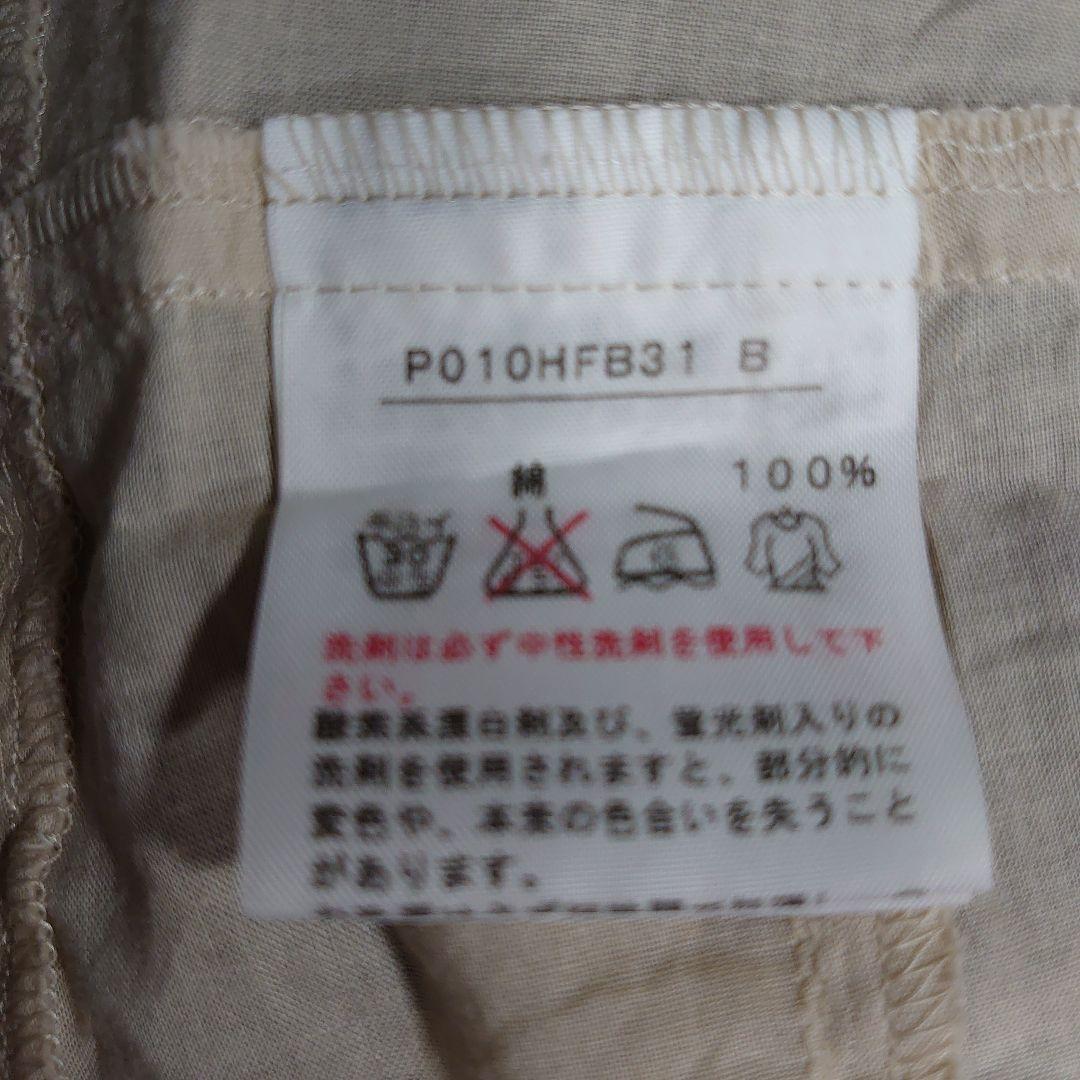 P010HFB31 B
綿 100%
洗剤は必ず中性洗剤を使用して下
さい。
酸素系蛋白剤及び、蛍光剤入りの
洗剤を使用されますと、部分的に
変色や、本来の色合いを失うこと
があります。